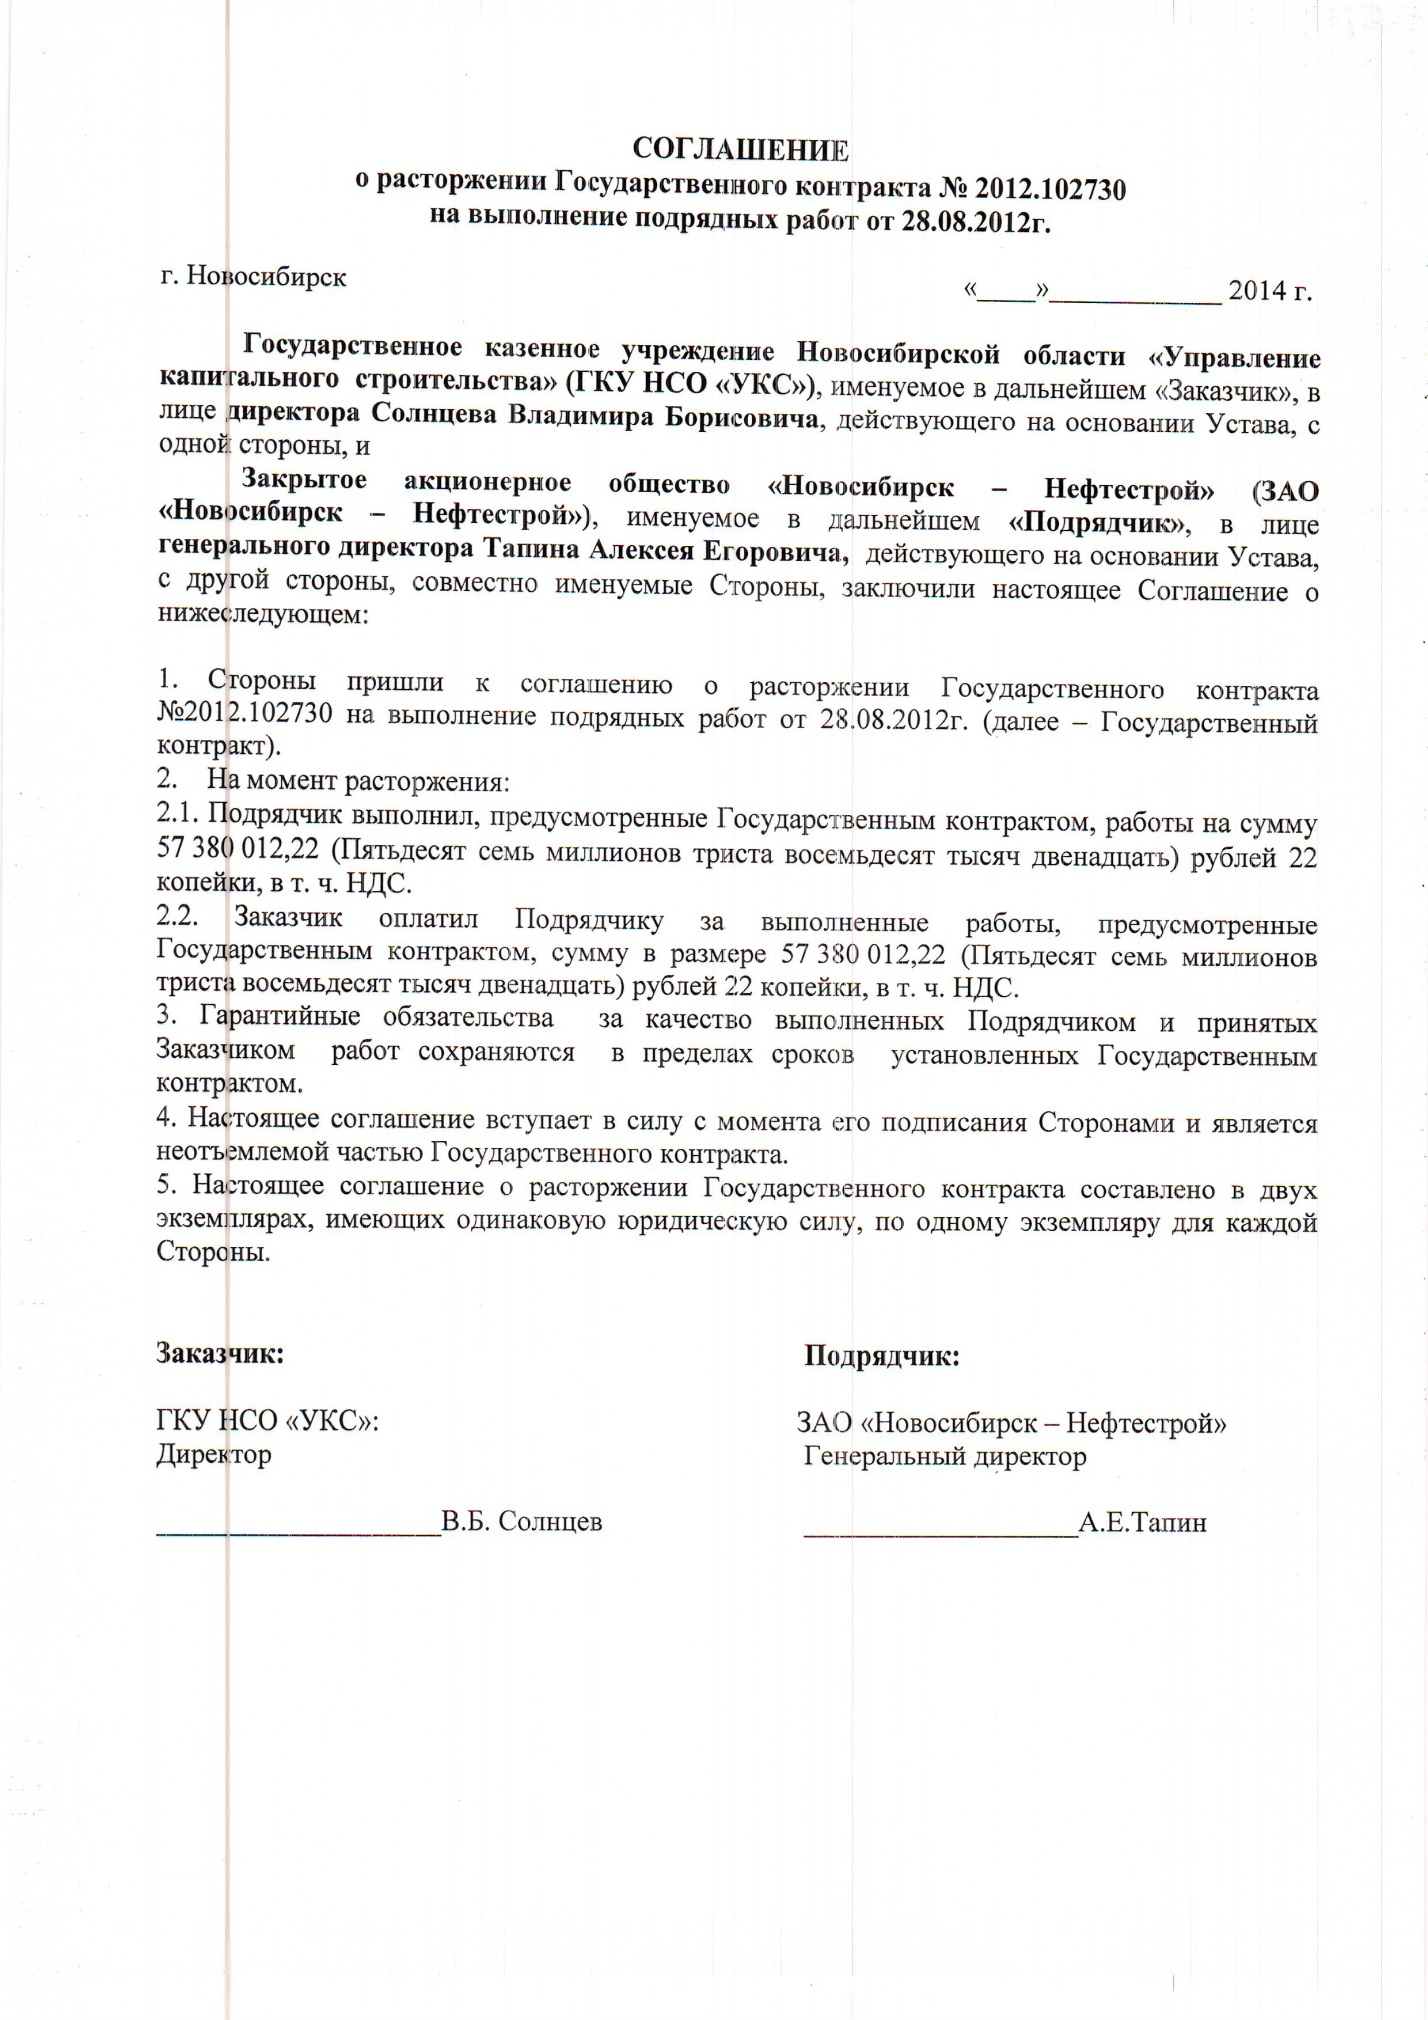 СОГЛАШЕНИЕ
о расторжении Государственного контракта № 2012.102730
на выполнение подрядных работ от 28.08.2012г.
г. Новосибирск «____»____________ 2014 г.
Государственное казенное учреждение Новосибирской области «Управление
капитального строительства» (ГКУ НСО «УКС»), именуемое в дальнейшем «Заказчик», в
лице директора Солнцева Владимира Борисовича, действующего на основании Устава, с
одной стороны, и
Закрытое акционерное общество «Новосибирск – Нефтестрой» (ЗАО
«Новосибирск – Нефтестрой»), именуемое в дальнейшем «Подрядчик», в лице
генерального директора Тапина Алексея Егоровича, действующего на основании Устава,
с другой стороны, совместно именуемые Стороны, заключили настоящее Соглашение о
нижеследующем:
1. Стороны пришли к соглашению о расторжении Государственного контракта
№2012.102730 на выполнение подрядных работ от 28.08.2012г. (далее – Государственный
контракт).
2. На момент расторжения:
2.1. Подрядчик выполнил, предусмотренные Государственным контрактом, работы на сумму
57 380 012,22 (Пятьдесят семь миллионов триста восемьдесят тысяч двенадцать) рублей 22
копейки, в т. ч. НДС.
2.2. Заказчик оплатил Подрядчику за выполненные работы, предусмотренные
Государственным контрактом, сумму в размере 57 380 012,22 (Пятьдесят семь миллионов
триста восемьдесят тысяч двенадцать) рублей 22 копейки, в т. ч. НДС.
3. Гарантийные обязательства за качество выполненных Подрядчиком и принятых
Заказчиком работ сохраняются в пределах сроков установленных Государственным
контрактом.
4. Настоящее соглашение вступает в силу с момента его подписания Сторонами и является
неотъемлемой частью Государственного контракта.
5. Настоящее соглашение о расторжении Государственного контракта составлено в двух
экземплярах, имеющих одинаковую юридическую силу, по одному экземпляру для каждой
Стороны.
Заказчик: Подрядчик:
ГКУ НСО «УКС»: ЗАО «Новосибирск – Нефтестрой»
Директор Генеральный директор
____________________В.Б. Солнцев ___________________А.Е.Тапин